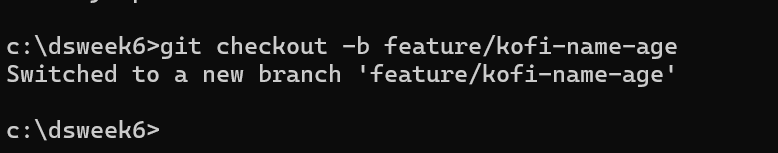 c:\dsweek6>git checkout -b feature/kofi-name-age
Switched to a new branch 'feature/kofi-name-age'
c:\dsweek6>